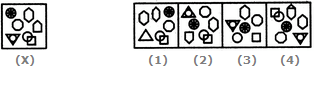 (X) (1) (2) (3) (4)